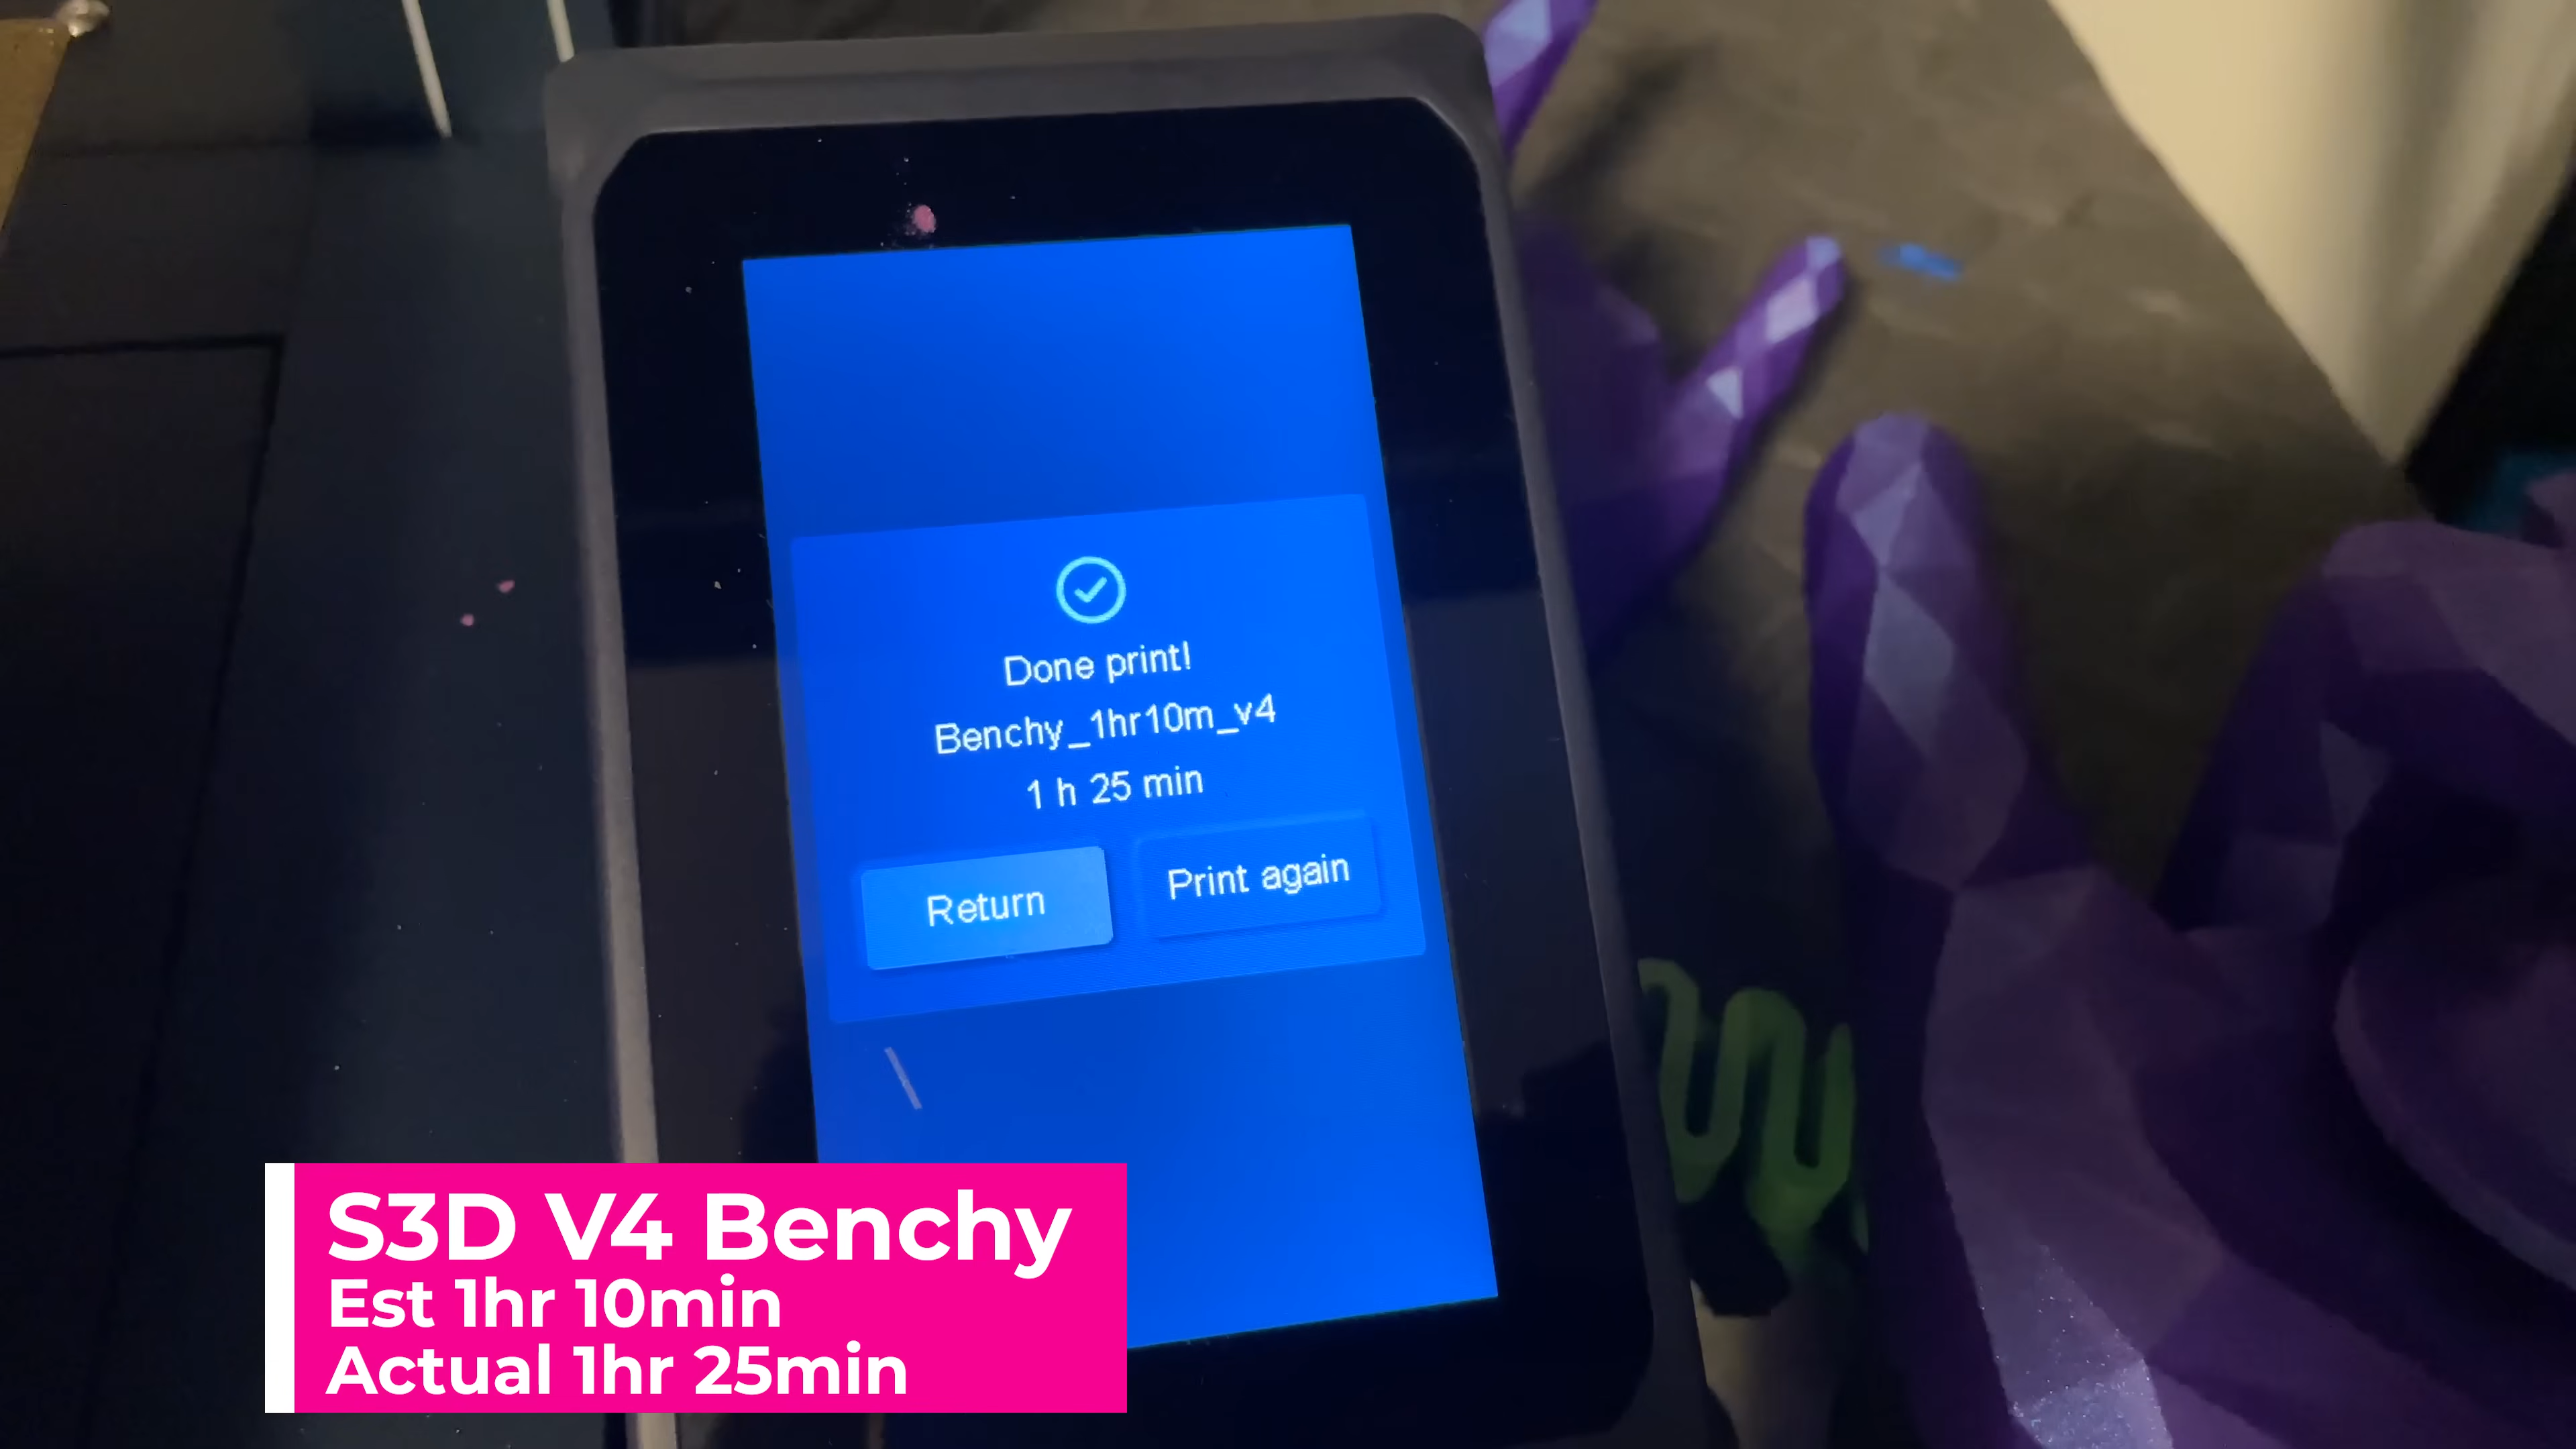 Done print!
Benchy_1hr10m_v4
1 h 25 min
Return
Print again
S3D V4 Benchy
Est 1hr 10min
Actual 1hr 25min